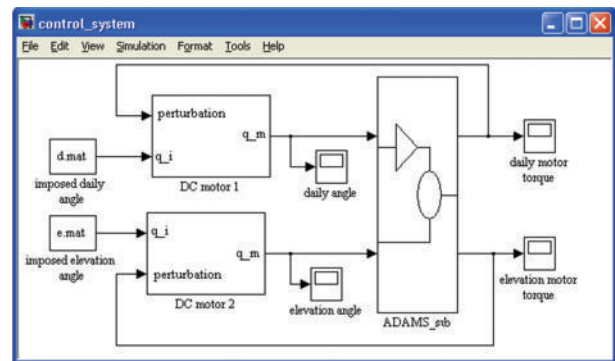 control_system
File Edit View Simulation Format Tools Help
perturbation
q_m
q_i
DC motor 1
d.mat
imposed daily
angle
daily angle
daily motor
torque
e.mat
imposed elevation
angle
q_i
q_m
perturbation
DC motor 2
elevation angle
ADAMS_sub
elevation motor
torque